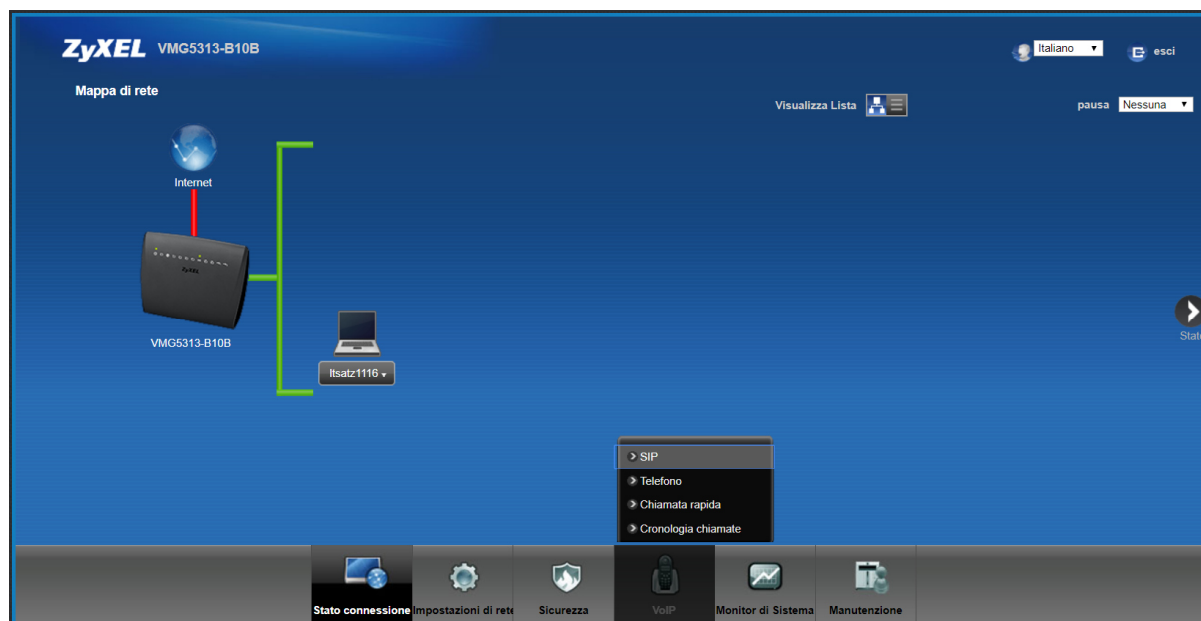 ZyXEL VMG5313-B10B
Italiano
esci
Mappa di rete
Visualizza Lista
pausa Nessuna
Internet
ZyXEL
VMG5313-B10B
Itsatz1116
SIP
Telefono
Chiamata rapida
Cronologia chiamate
Stato connessione
Impostazioni di rete
Sicurezza
VoIP
Monitor di Sistema
Manutenzione